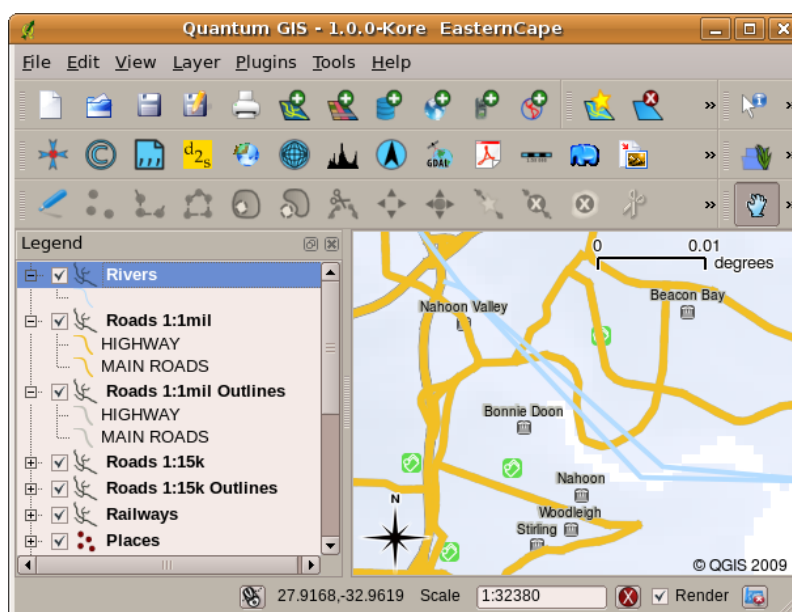 Quantum GIS - 1.0.0-Kore EasternCape
File Edit View Layer Plugins Tools Help
d2s
GDAL
Legend
Rivers
Roads 1:1mil
HIGHWAY
MAIN ROADS
Roads 1:1mil Outlines
HIGHWAY
MAIN ROADS
Roads 1:15k
Roads 1:15k Outlines
Railways
Places
0 0.01
degrees
Nahoon Valley
Beacon Bay
Bonnie Doon
Nahoon
Woodleigh
Stirling
N
© QGIS 2009
27.9168,-32.9619 Scale 1:32380 Render